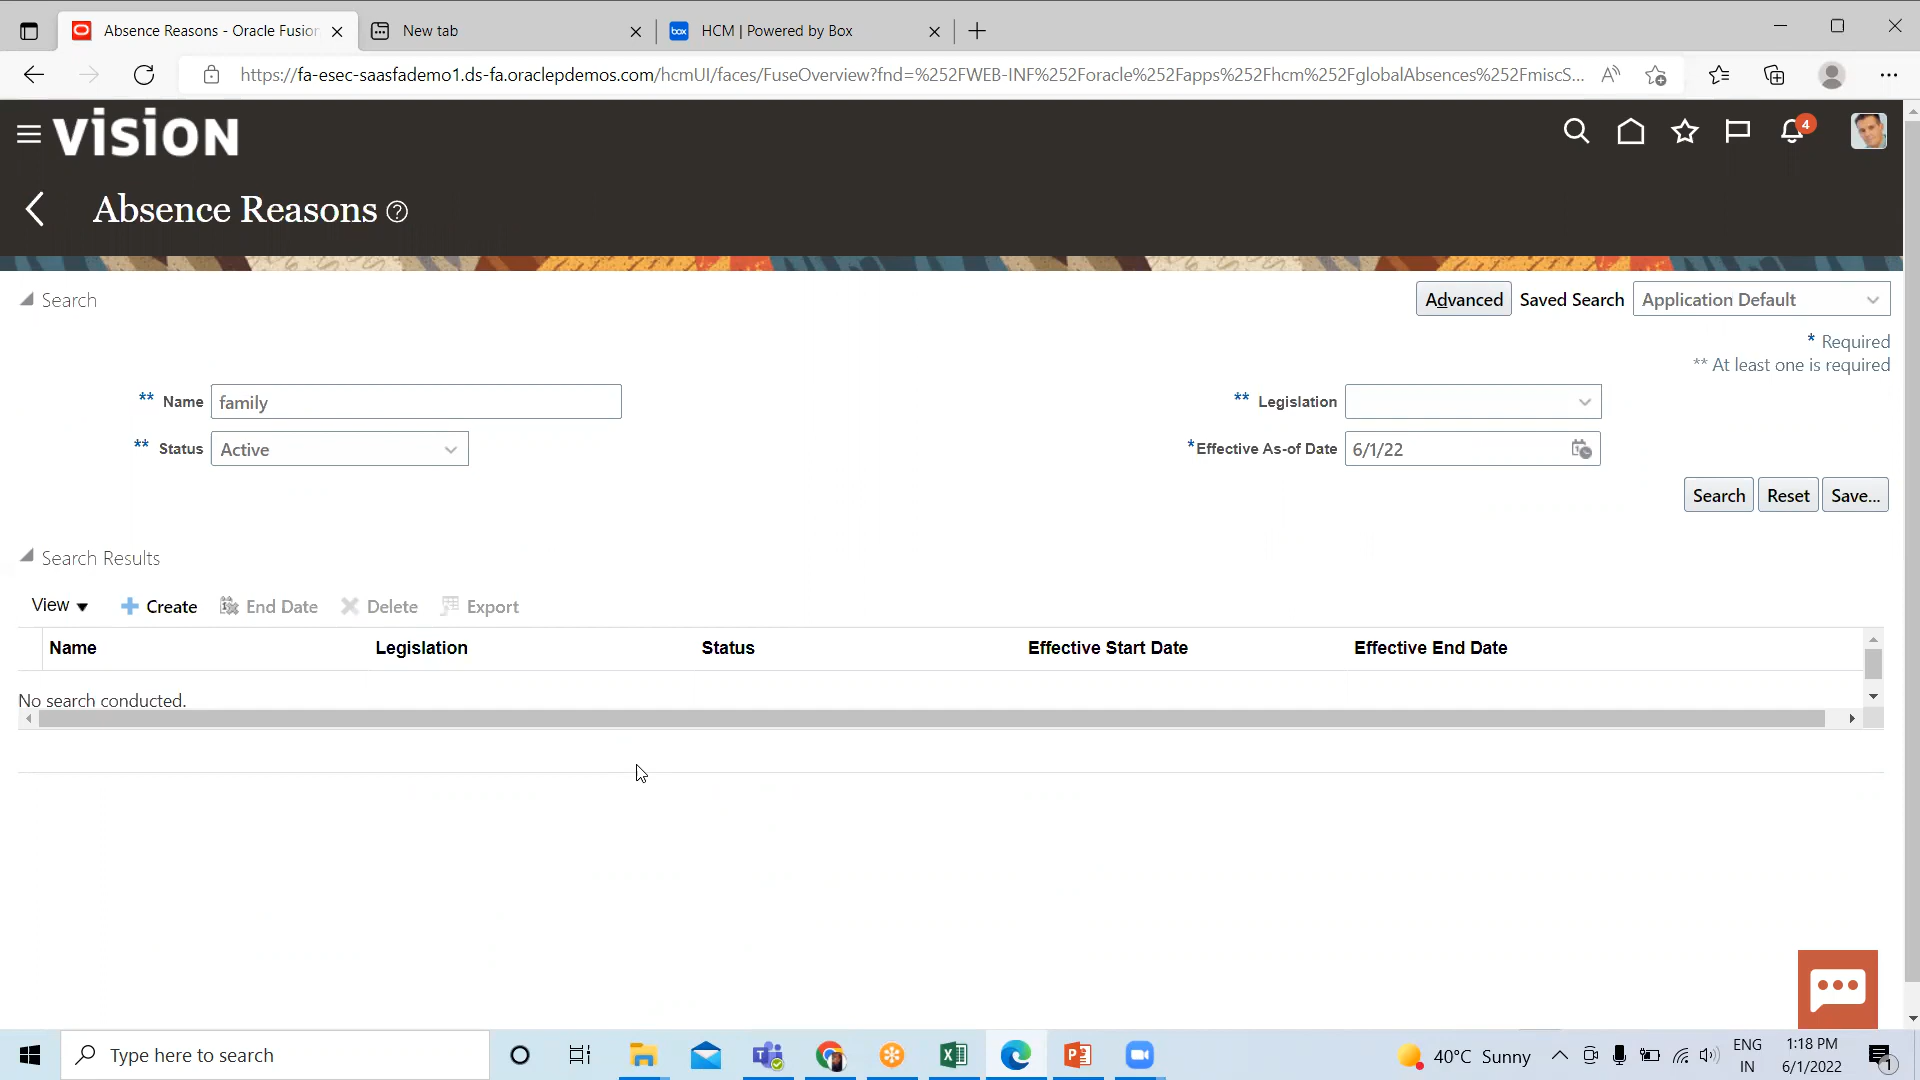 Absence Reasons - Oracle Fusion
New tab
box HCM | Powered by Box
https://fa-esec-saasfademo1.ds-fa.oraclepdemos.com/hcmUI/faces/FuseOverview?fnd=%252FWEB-INF%252Foracle%252Fapps%252Fhcm%252FglobalAbsences%252FmiscS...
VISION
4
Absence Reasons
Search
Advanced Saved Search Application Default
* Required
** At least one is required
** Name family
** Legislation
** Status Active
*Effective As-of Date 6/1/22
Search Reset Save...
Search Results
View Create End Date Delete Export
Name Legislation Status Effective Start Date Effective End Date
No search conducted.
Type here to search
40°C Sunny
ENG
IN
1:18 PM
6/1/2022
1